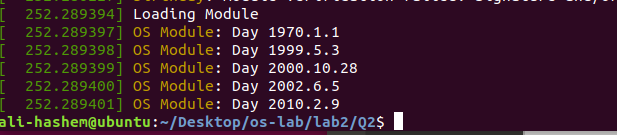 [  252.289394] Loading Module
[  252.289397] OS Module: Day 1970.1.1
[  252.289398] OS Module: Day 1999.5.3
[  252.289399] OS Module: Day 2000.10.28
[  252.289400] OS Module: Day 2002.6.5
[  252.289401] OS Module: Day 2010.2.9
ali-hashem@ubuntu:~/Desktop/os-lab/lab2/Q2$